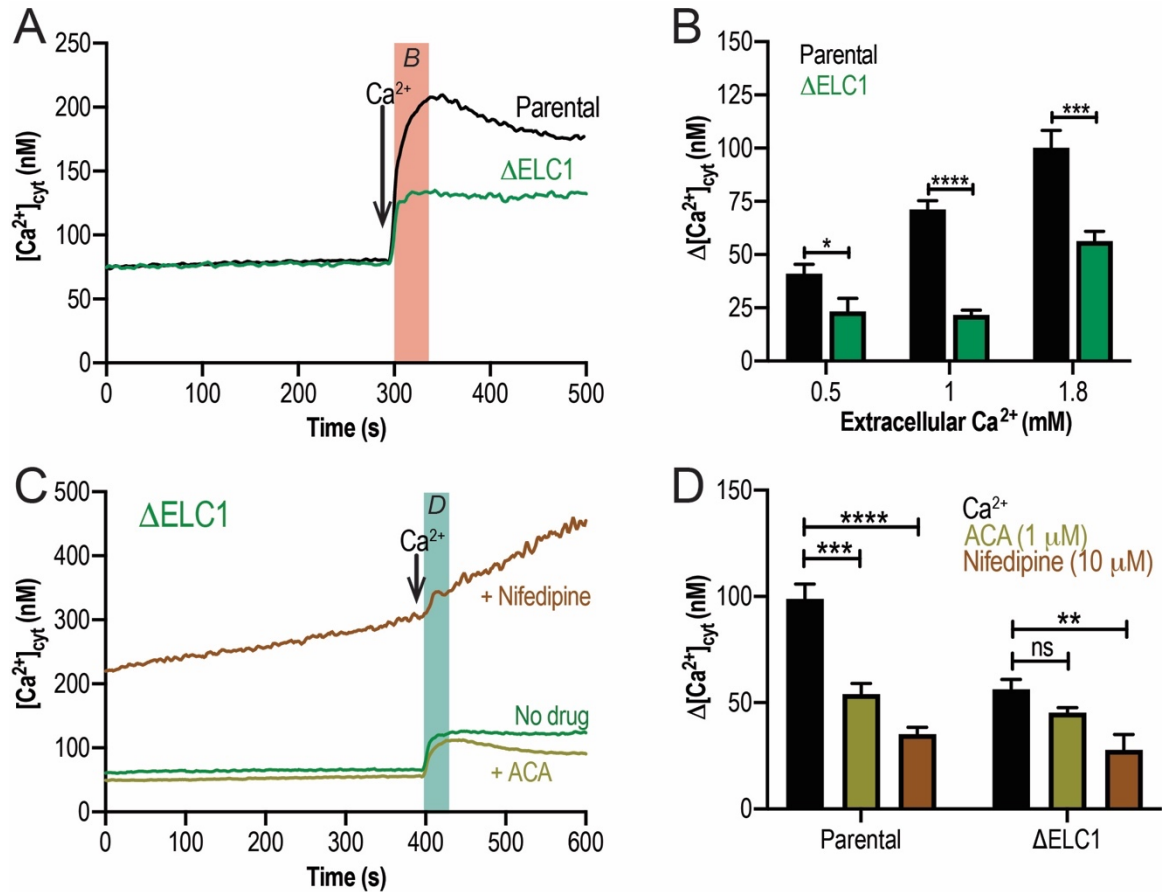 A
250
200
150
100
50
0
[Ca²⁺]cyt (nM)
B
Ca²⁺
Parental
ΔELC1
0 100 200 300 400 500
Time (s)
B
Parental
ΔELC1
150
125
100
75
50
25
0
Δ[Ca²⁺]cyt (nM)
*
****
***
0.5 1 1.8
Extracellular Ca²⁺ (mM)
C
ΔELC1
500
400
300
200
100
0
[Ca²⁺]cyt (nM)
D
Ca²⁺
+ Nifedipine
No drug
+ ACA
0 100 200 300 400 500 600
Time (s)
D
150
100
50
0
Δ[Ca²⁺]cyt (nM)
Ca²⁺
ACA (1 μM)
Nifedipine (10 μM)
****
***
**
ns
Parental ΔELC1